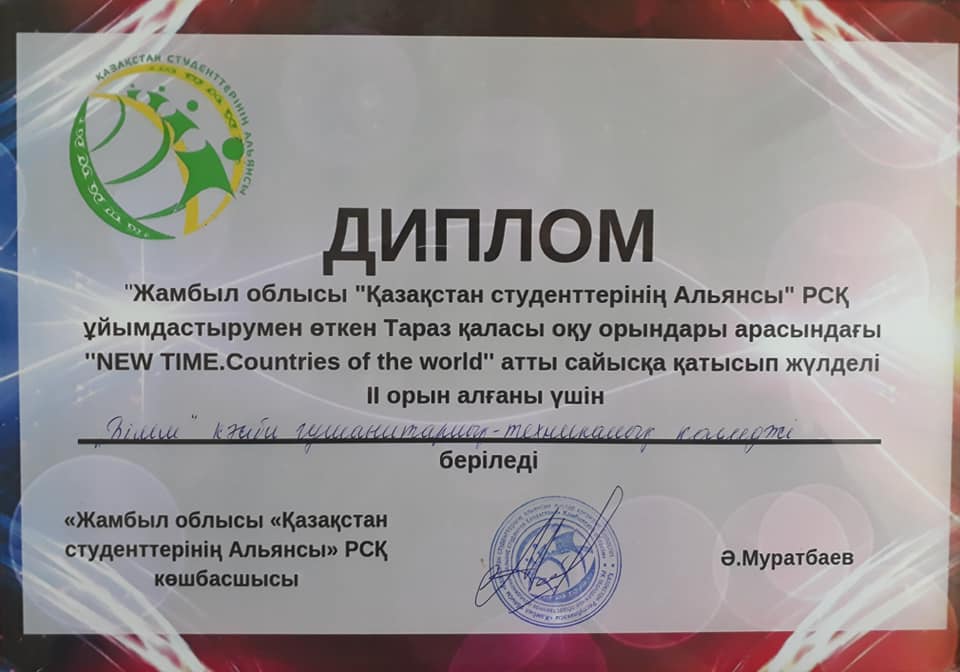 ҚАЗАҚСТАН СТУДЕНТТЕРІНІҢ АЛЬЯНСЫ
ДИПЛОМ
"Жамбыл облысы "Қазақстан студенттерінің Альянсы" РСҚ
ұйымдастырумен өткен Тараз қаласы оқу орындары арасындағы
"NEW TIME.Countries of the world" атты сайысқа қатысып жүлделі
II орын алғаны үшін
„Білім" кәсіби гуманитарлық-техникалық колледжі
беріледі
«Жамбыл облысы «Қазақстан
студенттерінің Альянсы» РСҚ
көшбасшысы
Ә.Муратбаев